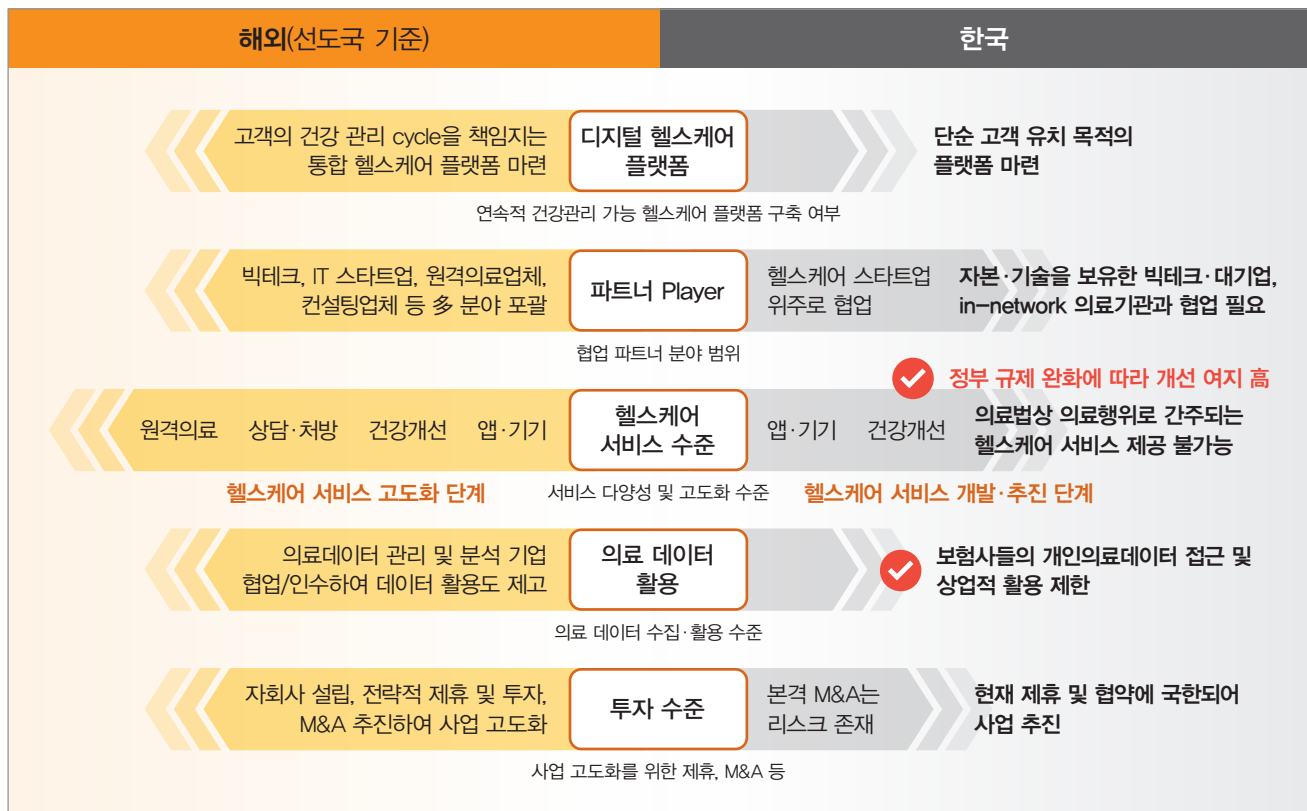 해외(선도국 기준)
한국
고객의 건강 관리 cycle을 책임지는
통합 헬스케어 플랫폼 마련
디지털 헬스케어
플랫폼
단순 고객 유치 목적의
플랫폼 마련
연속적 건강관리 가능 헬스케어 플랫폼 구축 여부
빅테크, IT 스타트업, 원격의료업체,
컨설팅업체 등 多 분야 포괄
파트너 Player
헬스케어 스타트업
위주로 협업
자본·기술을 보유한 빅테크·대기업,
in-network 의료기관과 협업 필요
협업 파트너 분야 범위
정부 규제 완화에 따라 개선 여지 高
원격의료 상담·처방 건강개선 앱·기기
헬스케어
서비스 수준
앱·기기 건강개선
의료법상 의료행위로 간주되는
헬스케어 서비스 제공 불가능
헬스케어 서비스 고도화 단계
서비스 다양성 및 고도화 수준
헬스케어 서비스 개발·추진 단계
의료데이터 관리 및 분석 기업
협업/인수하여 데이터 활용도 제고
의료 데이터
활용
보험사들의 개인의료데이터 접근 및
상업적 활용 제한
의료 데이터 수집·활용 수준
자회사 설립, 전략적 제휴 및 투자,
M&A 추진하여 사업 고도화
투자 수준
본격 M&A는
리스크 존재
현재 제휴 및 협약에 국한되어
사업 추진
사업 고도화를 위한 제휴, M&A 등